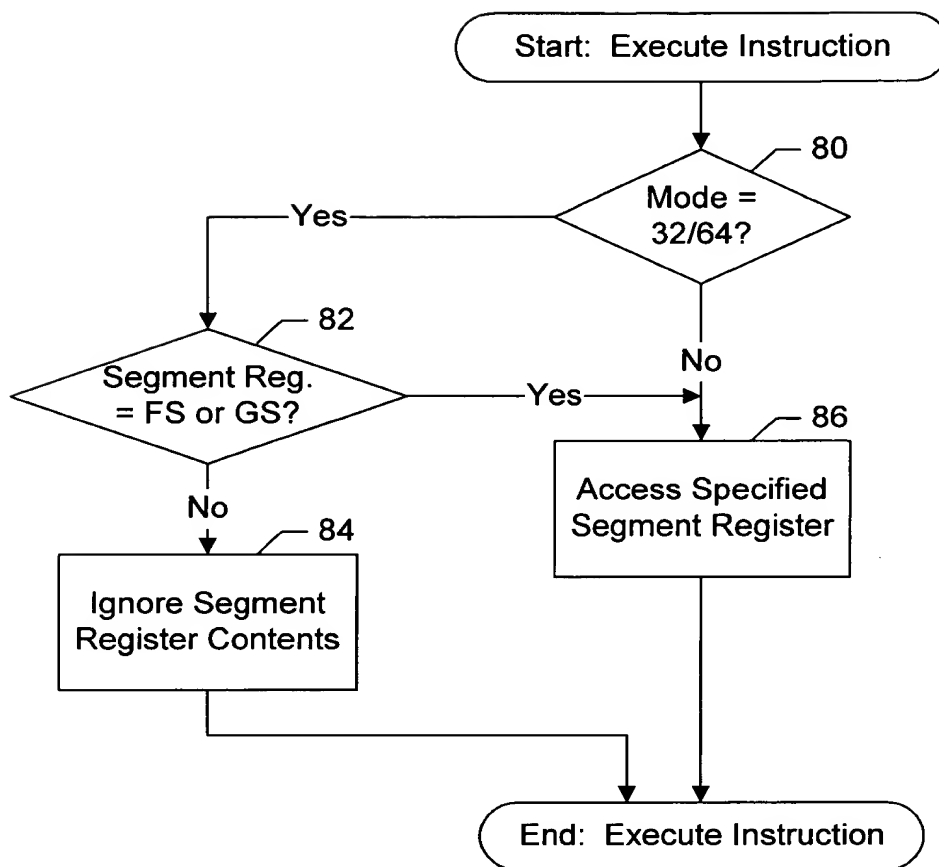 Start: Execute Instruction
80
Mode =
32/64?
Yes
82
No
Segment Reg.
= FS or GS?
Yes
86
Access Specified
Segment Register
No
84
Ignore Segment
Register Contents
End: Execute Instruction